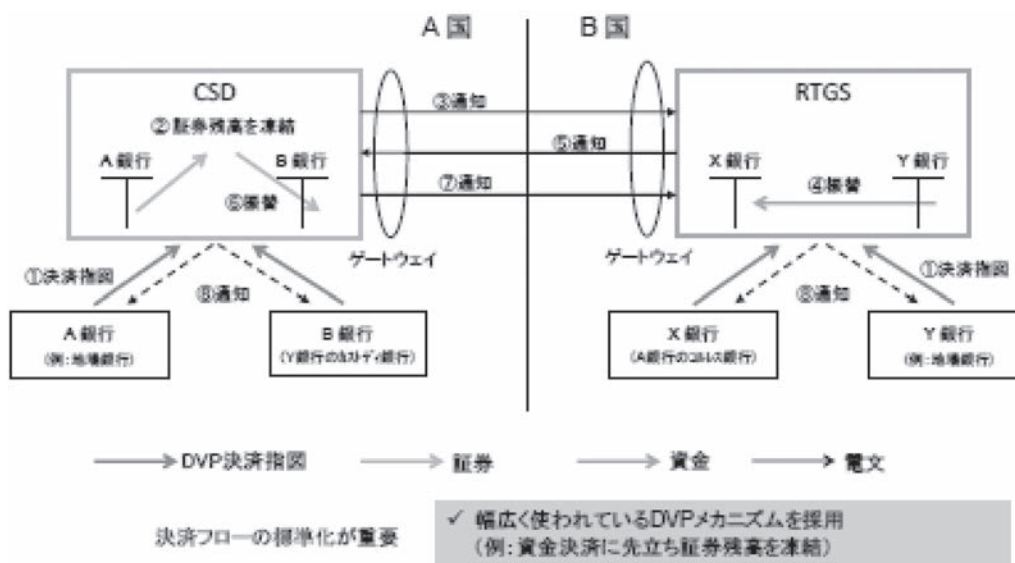 A国
B国
CSD
RTGS
②証券残高を凍結
③通知
⑤通知
A銀行
B銀行
X銀行
Y銀行
⑥振替
⑦通知
④振替
ゲートウェイ
ゲートウェイ
①決済指図
⑧通知
⑧通知
①決済指図
A銀行
(例:地場銀行)
B銀行
(Y銀行のカストディ銀行)
X銀行
(A銀行のコルレス銀行)
Y銀行
(例:地場銀行)
DVP決済指図
証券
資金
電文
決済フローの標準化が重要
✓ 幅広く使われているDVPメカニズムを採用
(例:資金決済に先立ち証券残高を凍結)